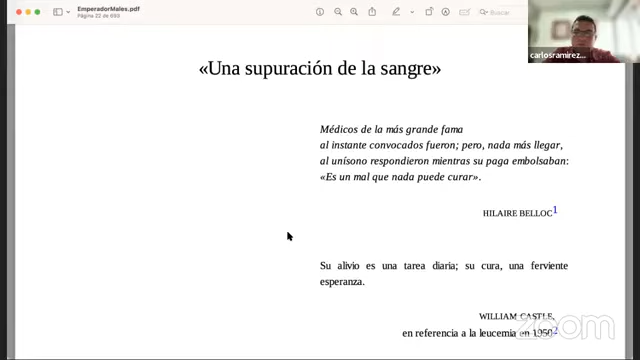 EmperadorMales.pdf
Página 22 de 693
Buscar
carlosramirez...
«Una supuración de la sangre»
Médicos de la más grande fama
al instante convocados fueron; pero, nada más llegar,
al unísono respondieron mientras su paga embolsaban:
«Es un mal que nada puede curar».
HILAIRE BELLOC1
Su alivio es una tarea diaria; su cura, una ferviente
esperanza.
WILLIAM CASTLE,
en referencia a la leucemia en 19502
zoom